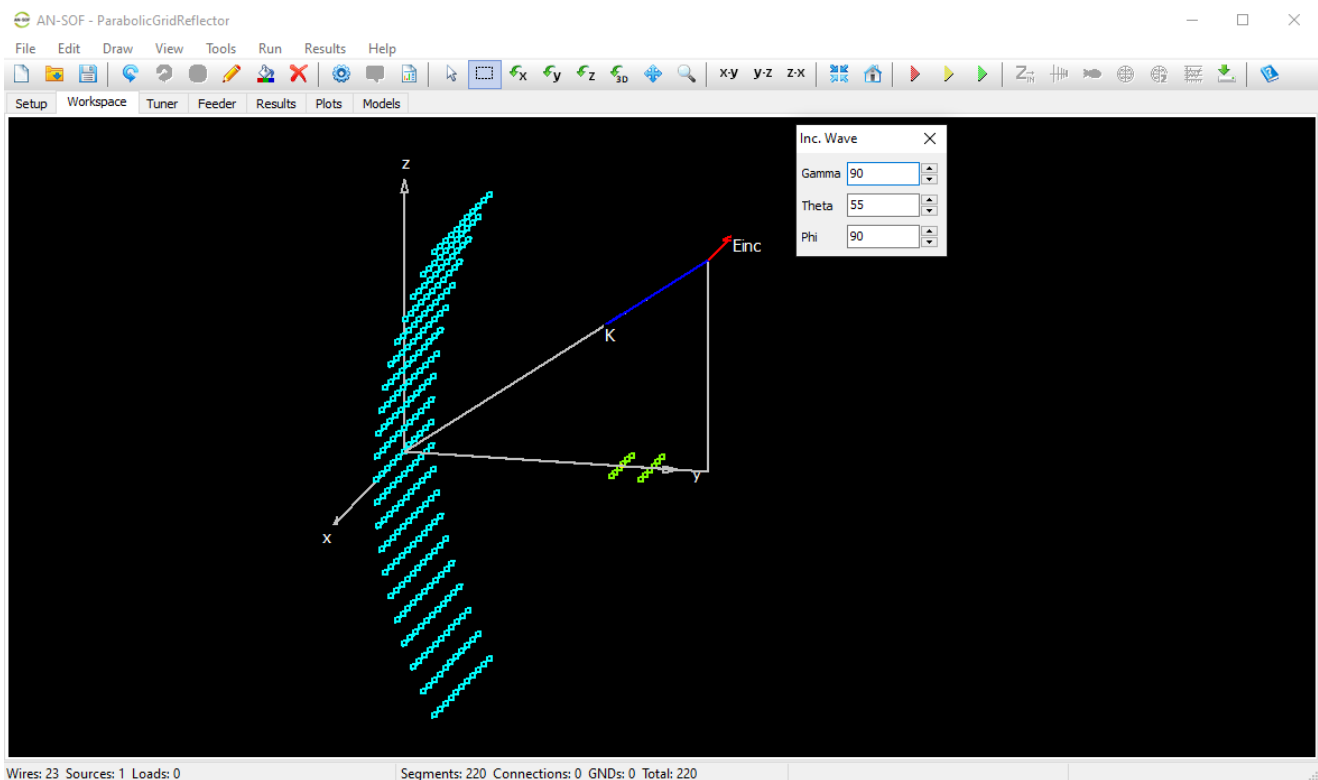 AN-SOF - ParabolicGridReflector
File Edit Draw View Tools Run Results Help
x y z 3D x-y y-z z-x Z IN
Setup Workspace Tuner Feeder Results Plots Models
Inc. Wave
Gamma 90
Theta 55
Phi 90
z
Einc
K
y
x
Wires: 23 Sources: 1 Loads: 0 Segments: 220 Connections: 0 GNDs: 0 Total: 220